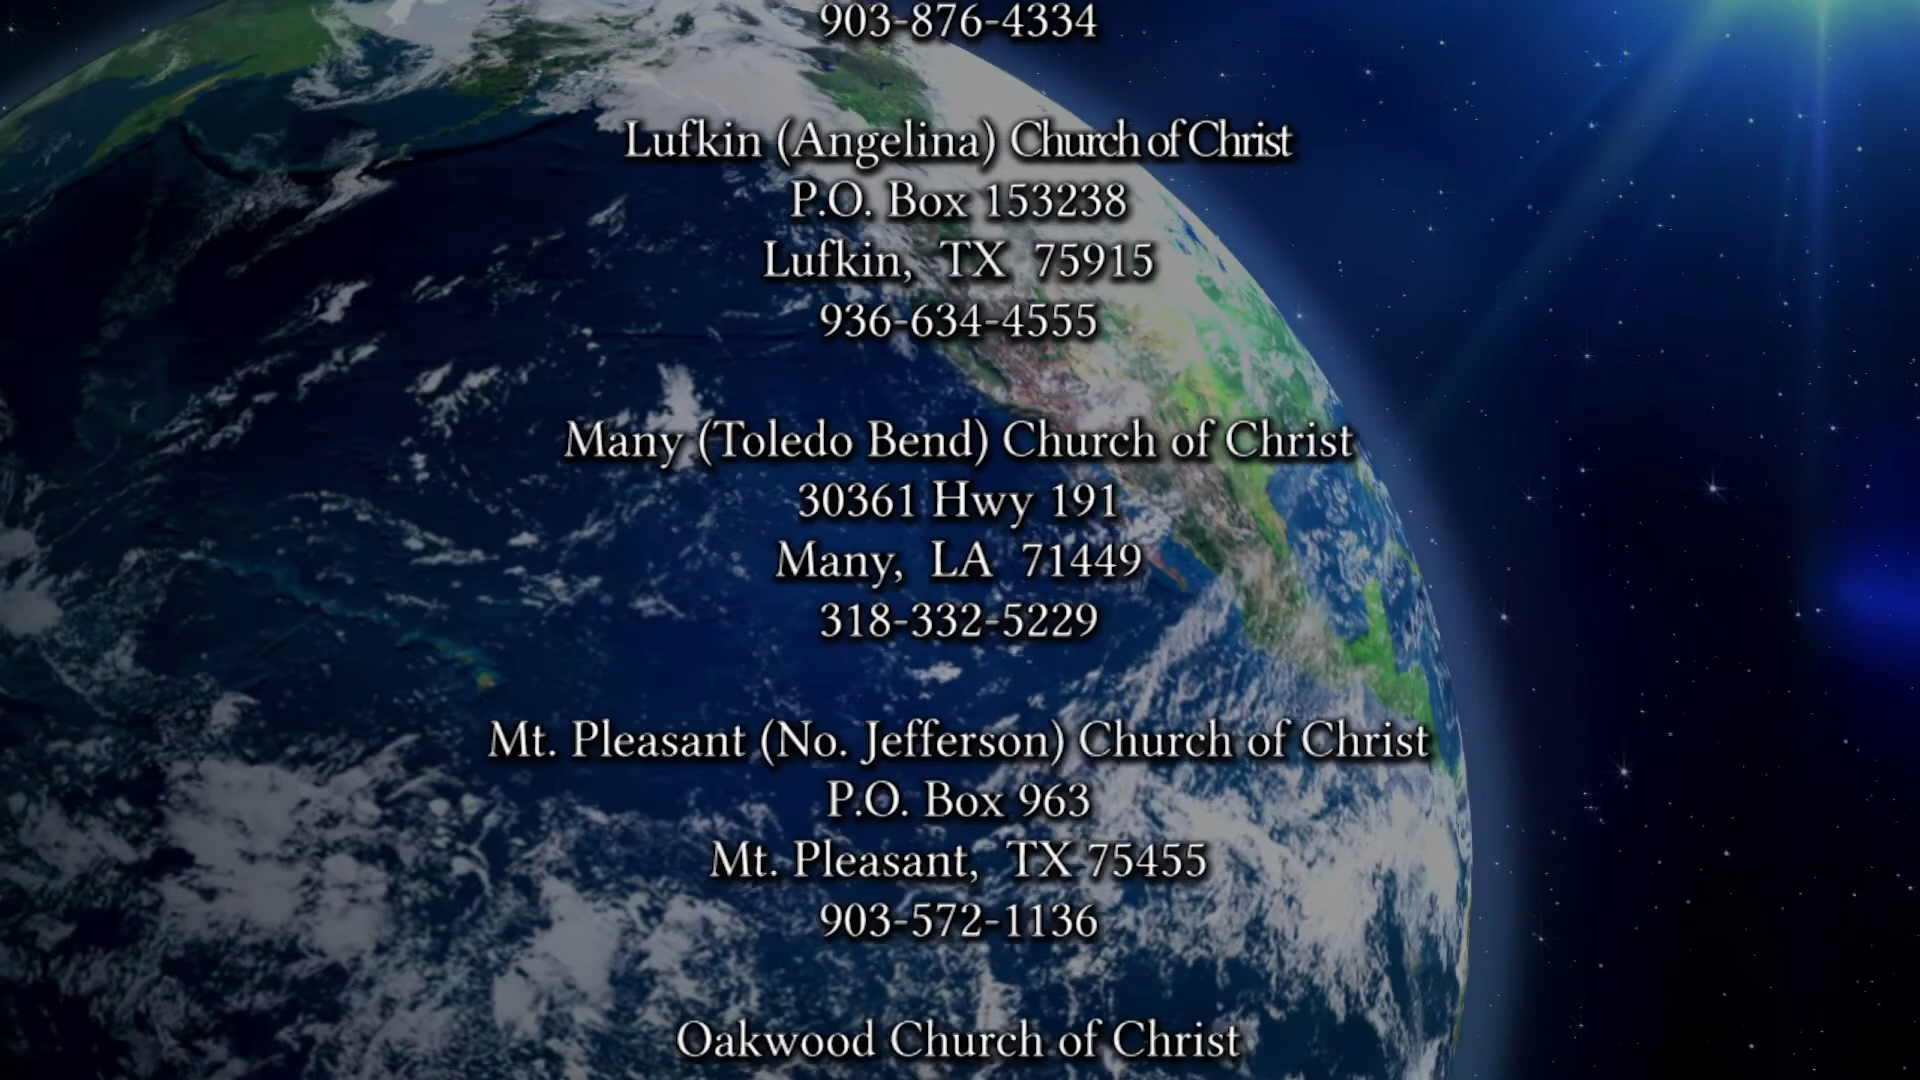 903-876-4334
Lufkin (Angelina) Church of Christ
P.O. Box 153238
Lufkin, TX 75915
936-634-4555
Many (Toledo Bend) Church of Christ
30361 Hwy 191
Many, LA 71449
318-332-5229
Mt. Pleasant (No. Jefferson) Church of Christ
P.O. Box 963
Mt. Pleasant, TX 75455
903-572-1136
Oakwood Church of Christ